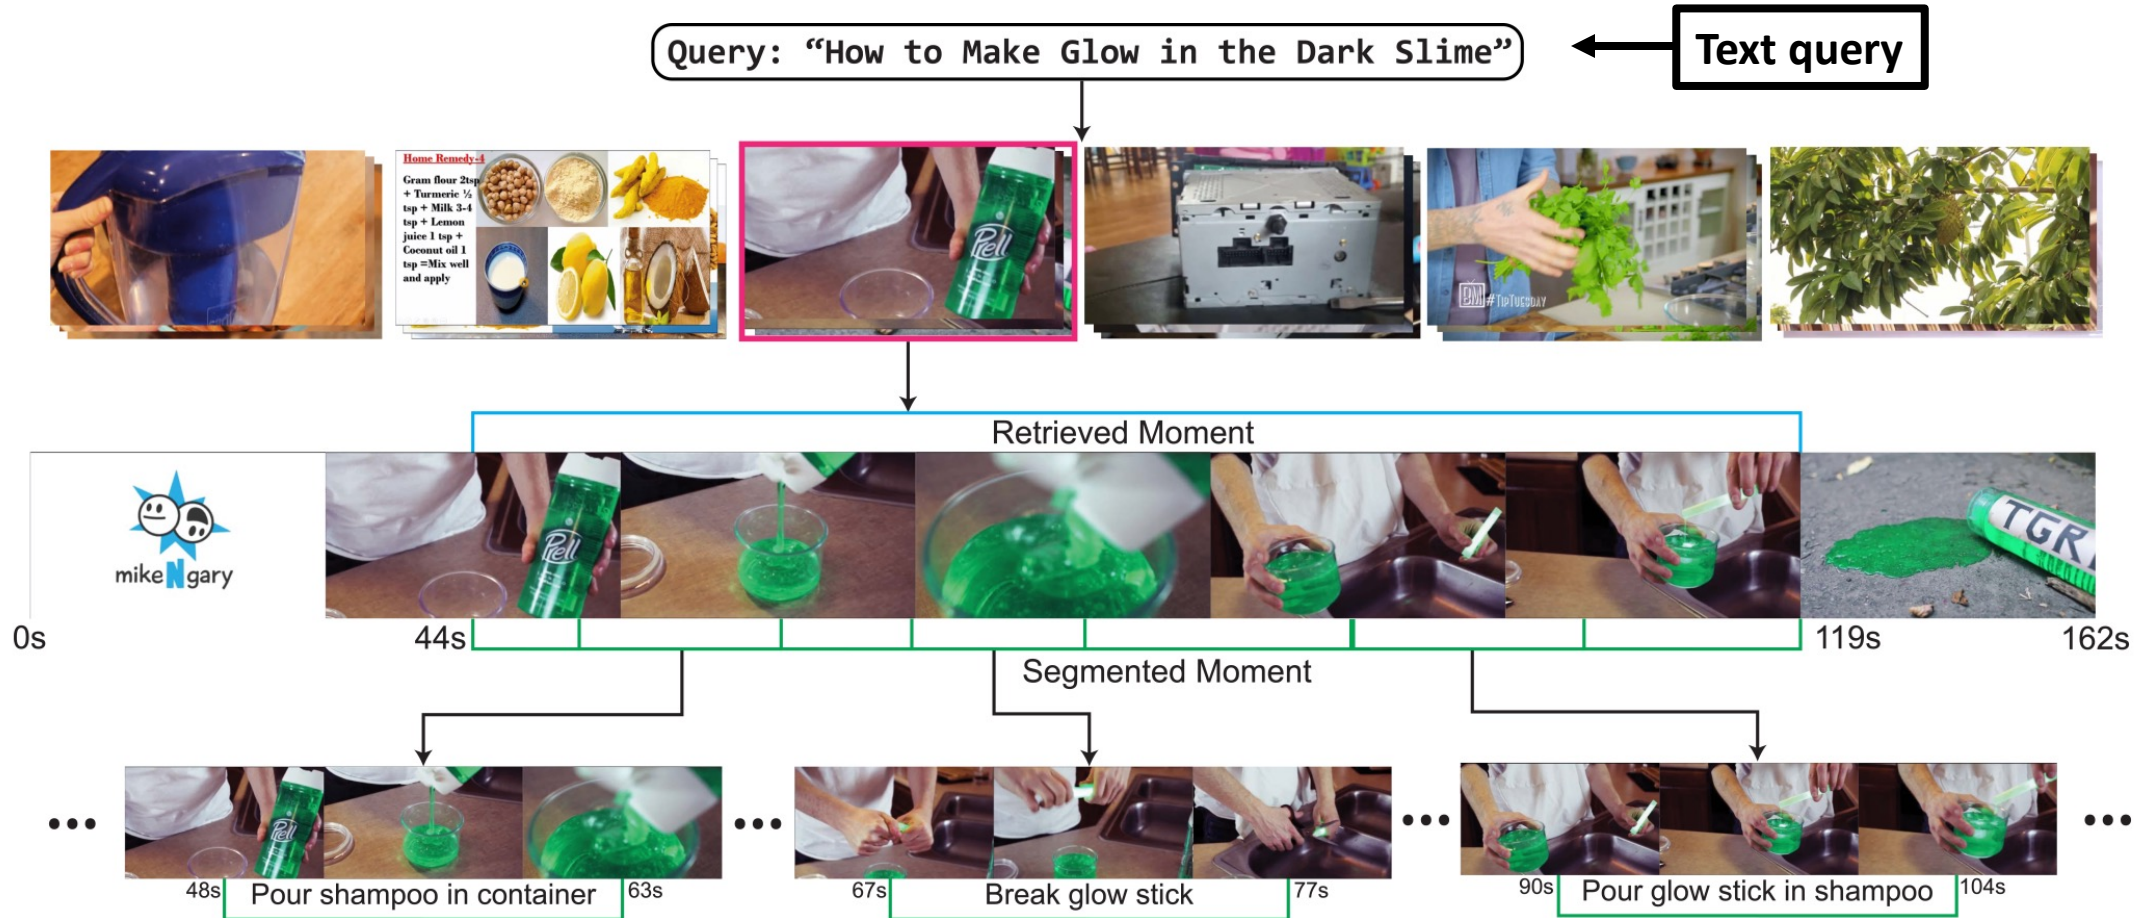 Query: “How to Make Glow in the Dark Slime”
Text query
Home Remedy-4
Gram flour 2tsp
+ Turmeric ½
tsp + Milk 3-4
tsp + Lemon
juice 1 tsp +
Coconut oil 1
tsp =Mix well
and apply
Prell
BM #TIPTUESDAY
Retrieved Moment
mikeNgary
Prell
TGR
0s
44s
119s
162s
Segmented Moment
Prell
48s
Pour shampoo in container
63s
67s
Break glow stick
77s
90s
Pour glow stick in shampoo
104s